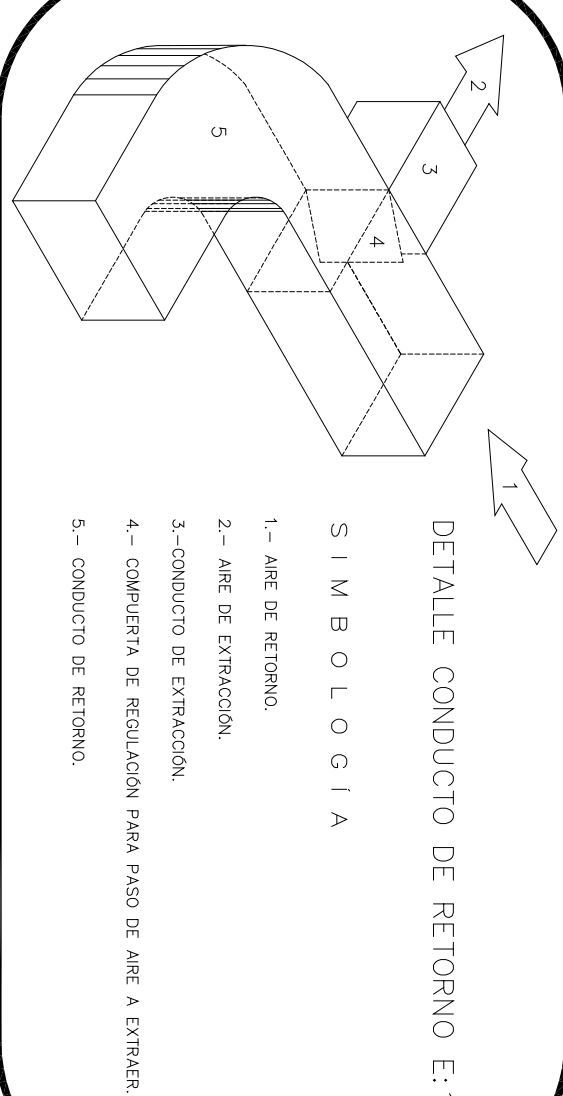 DETALLE CONDUCTO DE RETORNO E:
S I M B O L O G Í A
1.- AIRE DE RETORNO.
2.- AIRE DE EXTRACCIÓN.
3.-CONDUCTO DE EXTRACCIÓN.
4.- COMPUERTA DE REGULACIÓN PARA PASO DE AIRE A EXTRAER.
5.- CONDUCTO DE RETORNO.
1
2
3
4
5